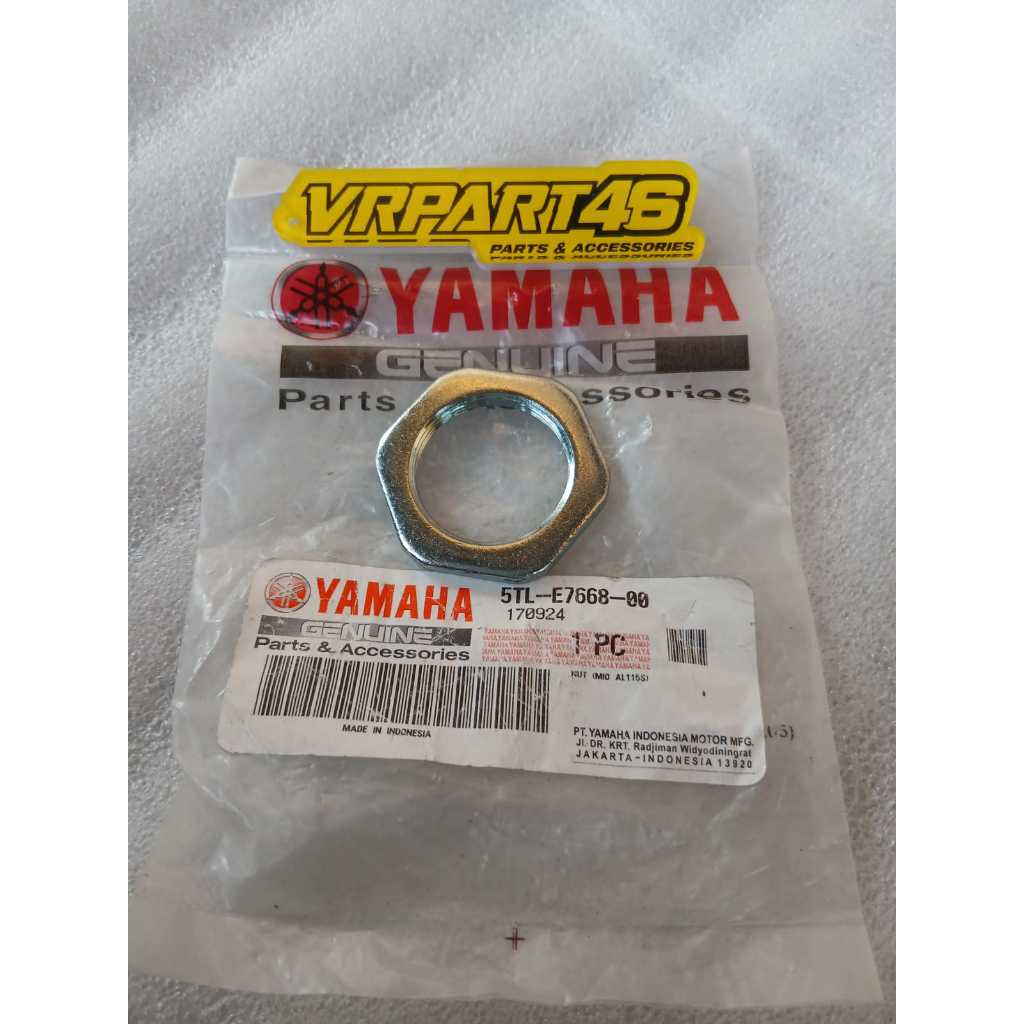 VRPART46
PARTS & ACCESSORIES
YAMAHA
GENUINE
Parts & Accessories
YAMAHA
GENUINE
Parts & Accessories
5TL-E7668-00
170924
1 PC
NUT (MIO AL115S)
MADE IN INDONESIA
PT. YAMAHA INDONESIA MOTOR MFG.
Jl. DR. KRT. Radjiman Widyodiningrat
JAKARTA-INDONESIA 13920